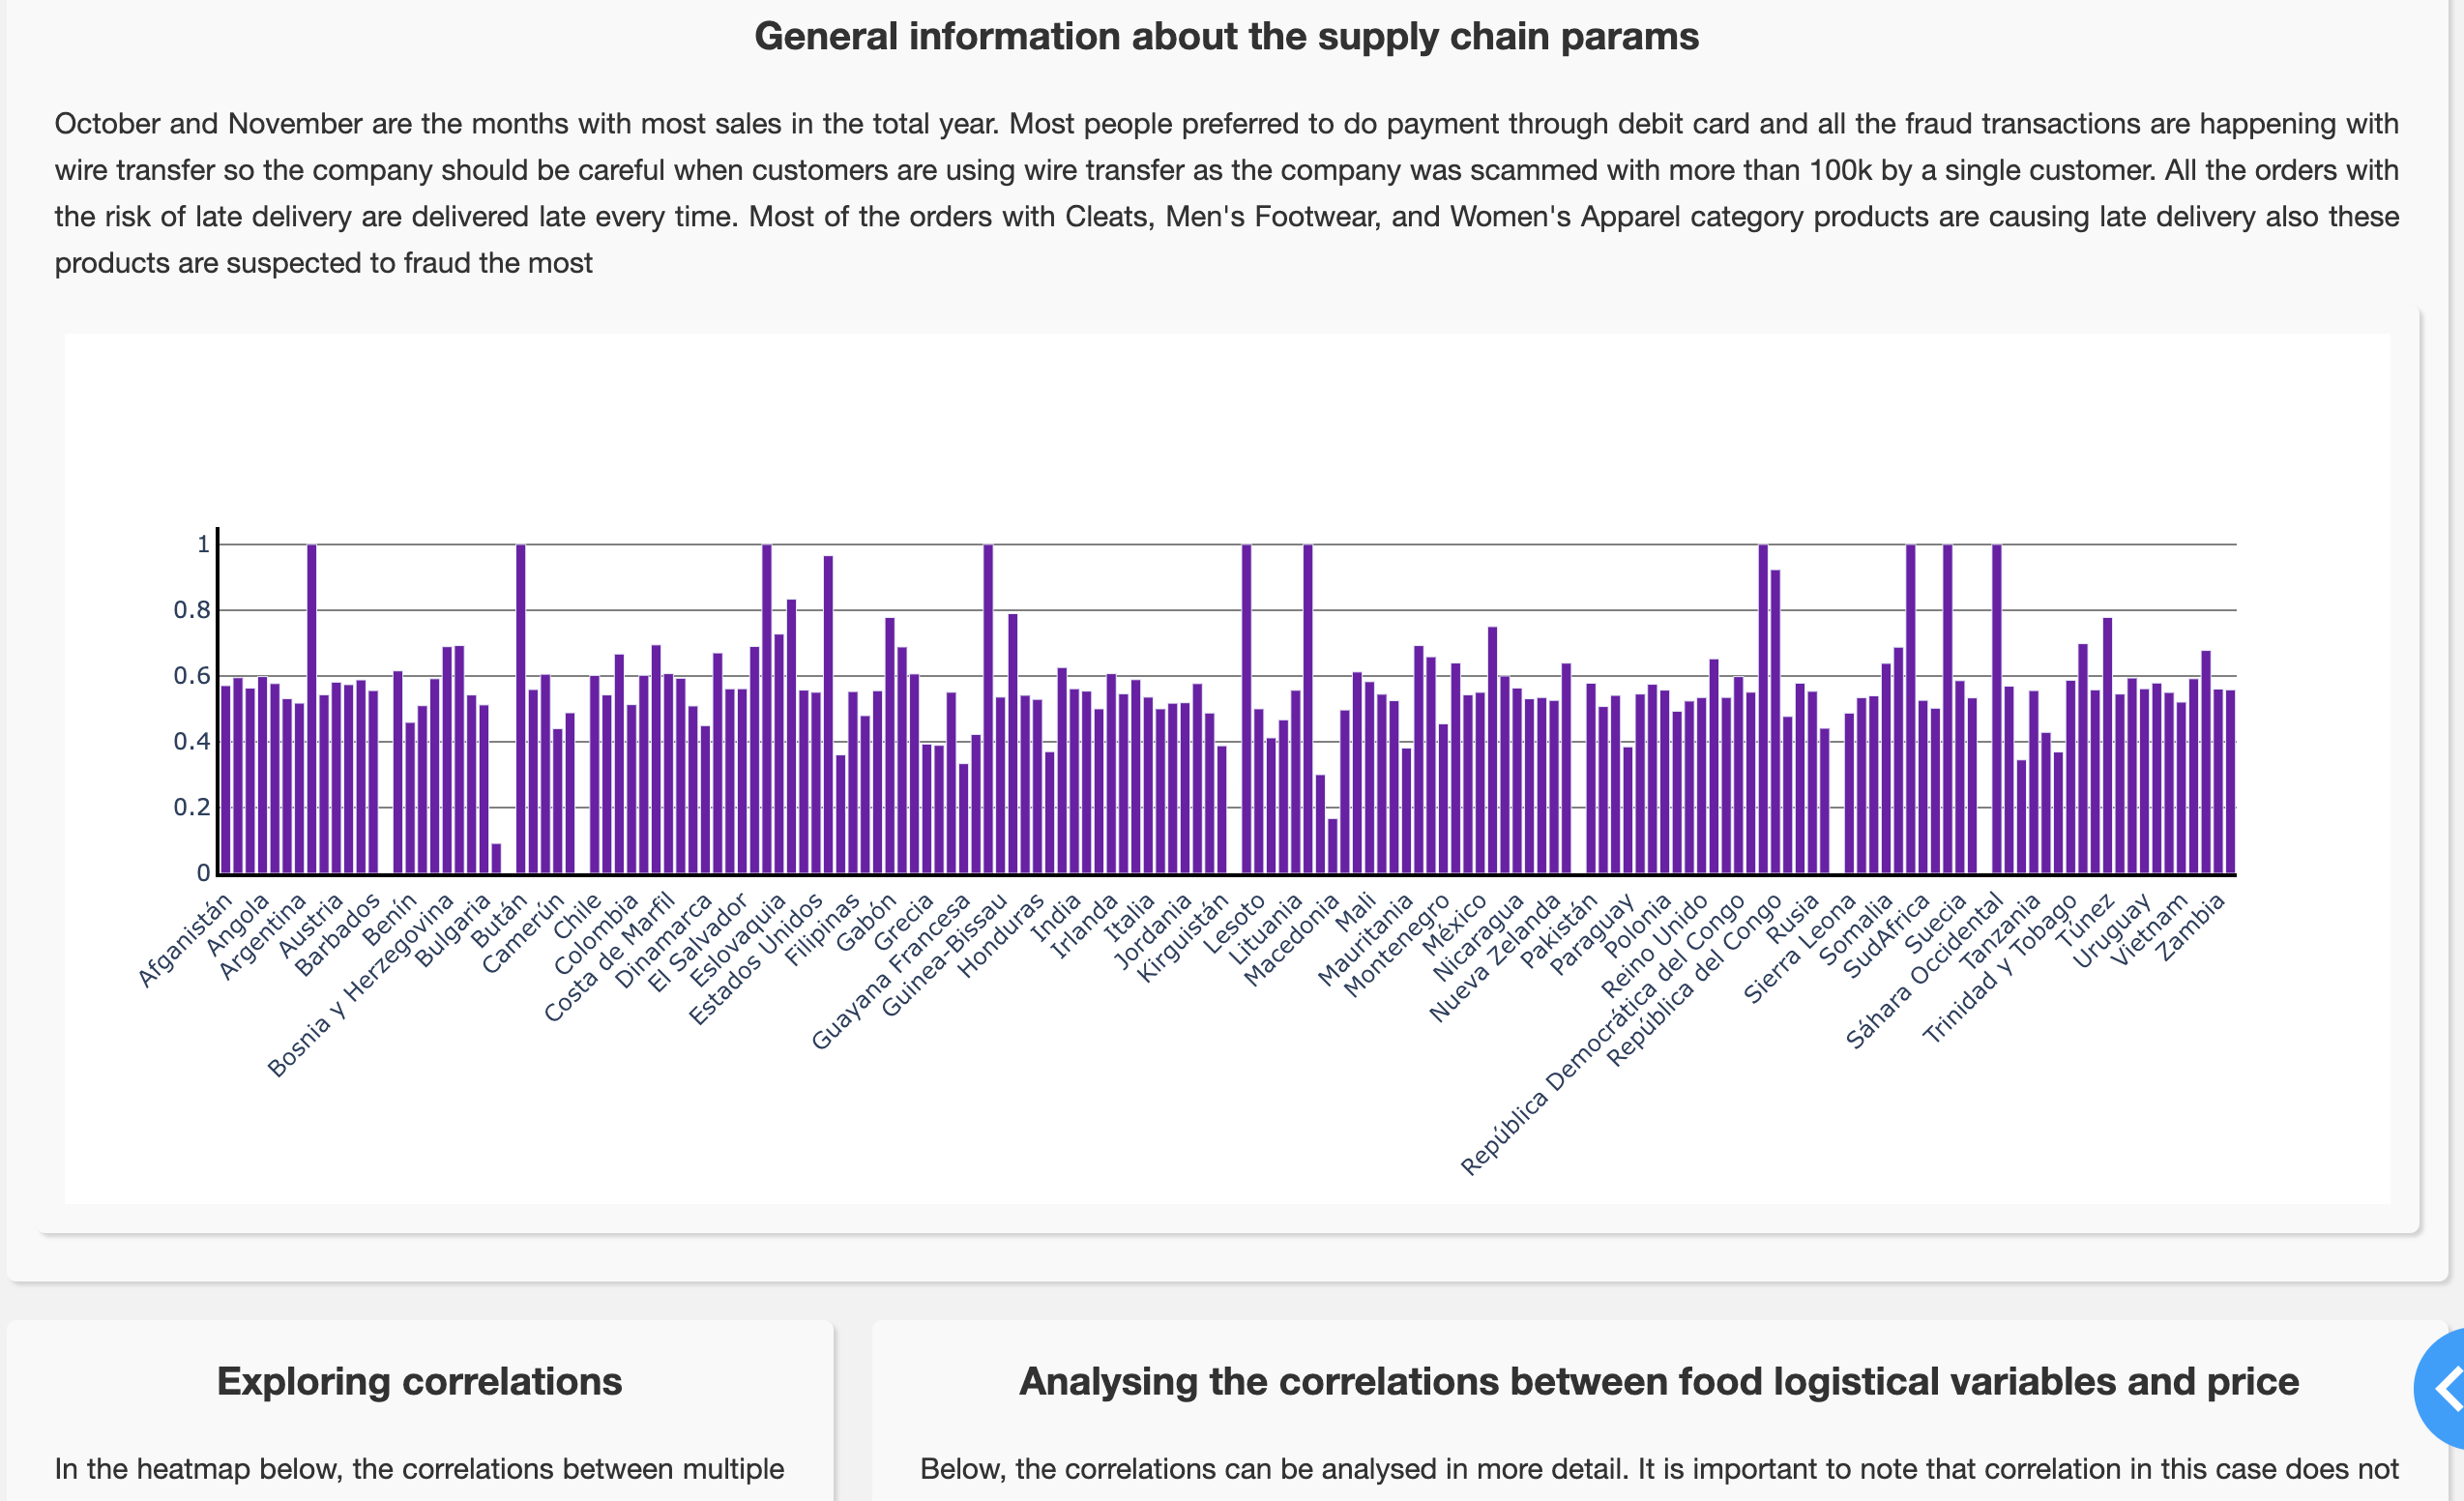 General information about the supply chain params
October and November are the months with most sales in the total year. Most people preferred to do payment through debit card and all the fraud transactions are happening with
wire transfer so the company should be careful when customers are using wire transfer as the company was scammed with more than 100k by a single customer. All the orders with
the risk of late delivery are delivered late every time. Most of the orders with Cleats, Men's Footwear, and Women's Apparel category products are causing late delivery also these
products are suspected to fraud the most
1
0.8
0.6
0.4
0.2
0
Afganistán
Angola
Argentina
Austria
Barbados
Benín
Bosnia y Herzegovina
Bulgaria
Bután
Camerún
Chile
Colombia
Costa de Marfil
Dinamarca
El Salvador
Eslovaquia
Estados Unidos
Filipinas
Gabón
Grecia
Guayana Francesa
Guinea-Bissau
Honduras
India
Irlanda
Italia
Jordania
Kirguistán
Lesoto
Lituania
Macedonia
Mali
Mauritania
Montenegro
México
Nicaragua
Nueva Zelanda
Pakistán
Paraguay
Polonia
Reino Unido
República Democrática del Congo
República del Congo
Rusia
Sierra Leona
Somalia
SudAfrica
Suecia
Sáhara Occidental
Tanzania
Trinidad y Tobago
Túnez
Uruguay
Vietnam
Zambia
Exploring correlations
In the heatmap below, the correlations between multiple
Analysing the correlations between food logistical variables and price
Below, the correlations can be analysed in more detail. It is important to note that correlation in this case does not